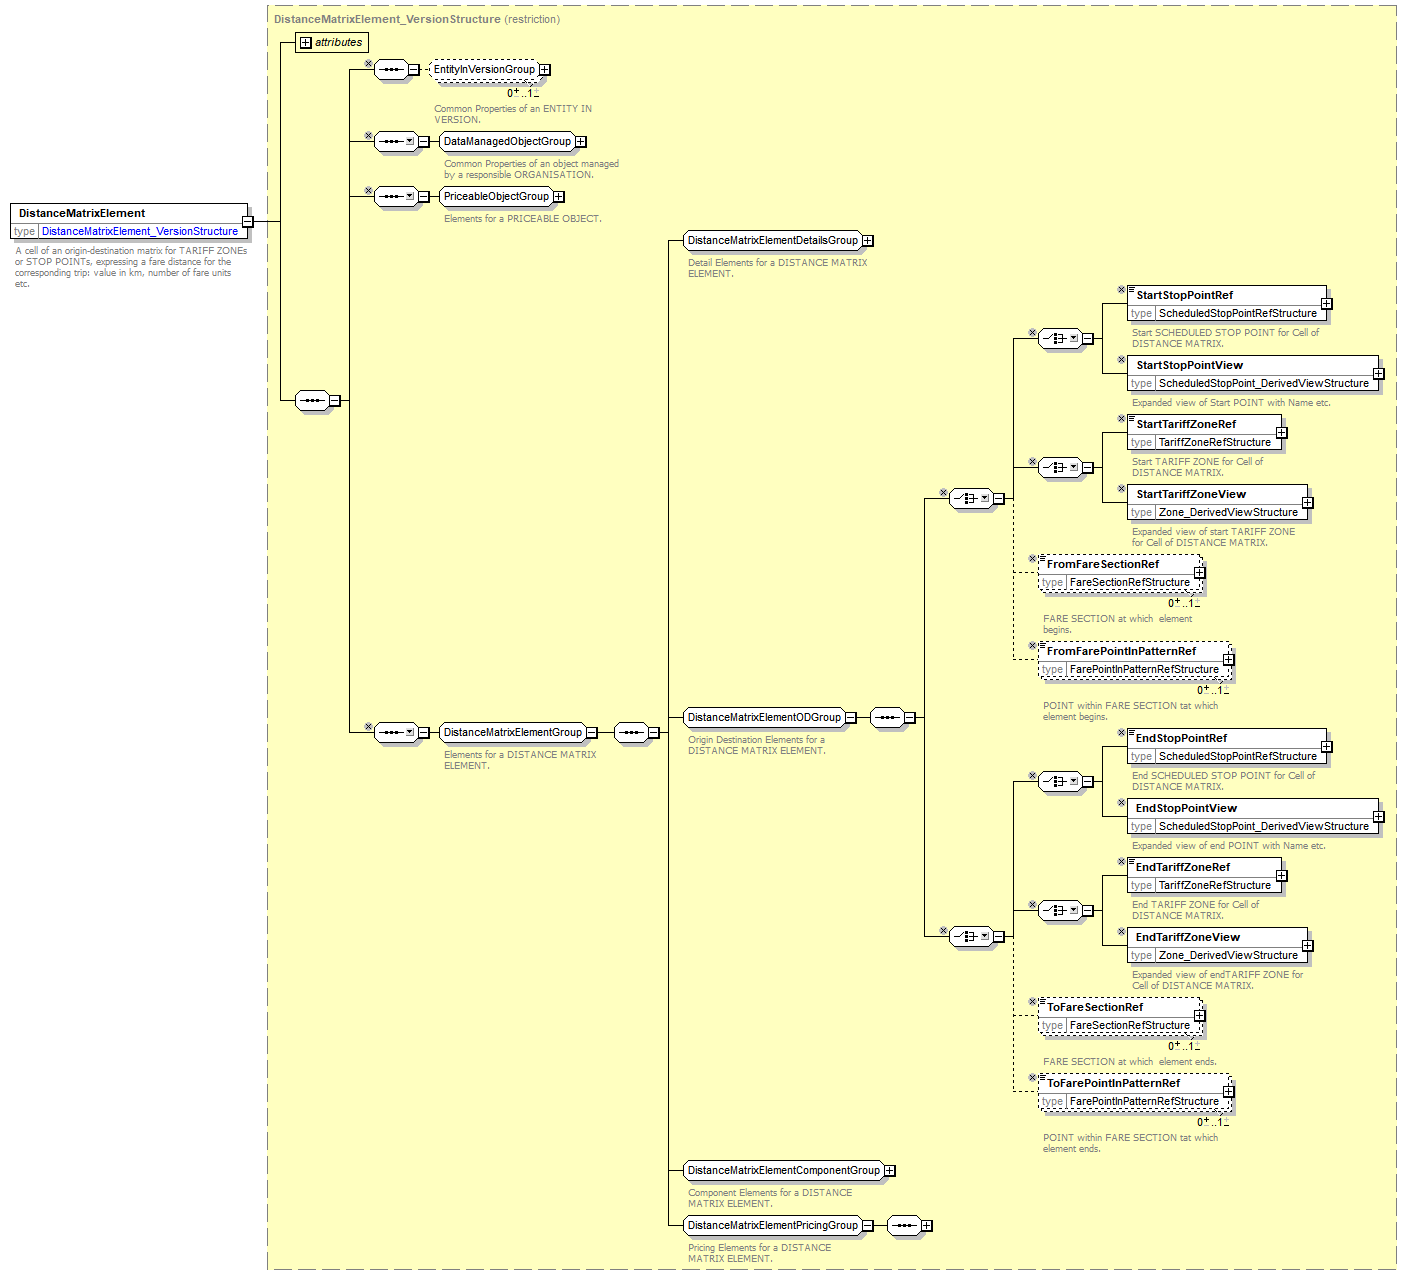 DistanceMatrixElement_VersionStructure (restriction)
attributes
EntityInVersionGroup
0..1
Common Properties of an ENTITY IN
VERSION.
DataManagedObjectGroup
Common Properties of an object managed
by a responsible ORGANISATION.
PriceableObjectGroup
Elements for a PRICEABLE OBJECT.
DistanceMatrixElement
type DistanceMatrixElement_VersionStructure
A cell of an origin-destination matrix for TARIFF ZONEs
or STOP POINTs, expressing a fare distance for the
corresponding trip: value in km, number of fare units
etc.
DistanceMatrixElementDetailsGroup
Detail Elements for a DISTANCE MATRIX
ELEMENT.
StartStopPointRef
type ScheduledStopPointRefStructure
Start SCHEDULED STOP POINT for Cell of
DISTANCE MATRIX.
StartStopPointView
type ScheduledStopPoint_DerivedViewStructure
Expanded view of Start POINT with Name etc.
StartTariffZoneRef
type TariffZoneRefStructure
Start TARIFF ZONE for Cell of
DISTANCE MATRIX.
StartTariffZoneView
type Zone_DerivedViewStructure
Expanded view of start TARIFF ZONE
for Cell of DISTANCE MATRIX.
FromFareSectionRef
type FareSectionRefStructure
0..1
FARE SECTION at which  element
begins.
FromFarePointInPatternRef
type FarePointInPatternRefStructure
0..1
POINT within FARE SECTION tat which
element begins.
DistanceMatrixElementGroup
Elements for a DISTANCE MATRIX
ELEMENT.
DistanceMatrixElementODGroup
Origin Destination Elements for a
DISTANCE MATRIX ELEMENT.
EndStopPointRef
type ScheduledStopPointRefStructure
End SCHEDULED STOP POINT for Cell of
DISTANCE MATRIX.
EndStopPointView
type ScheduledStopPoint_DerivedViewStructure
Expanded view of end POINT with Name etc.
EndTariffZoneRef
type TariffZoneRefStructure
End TARIFF ZONE for Cell of
DISTANCE MATRIX.
EndTariffZoneView
type Zone_DerivedViewStructure
Expanded view of endTARIFF ZONE for
Cell of DISTANCE MATRIX.
ToFareSectionRef
type FareSectionRefStructure
0..1
FARE SECTION at which  element ends.
ToFarePointInPatternRef
type FarePointInPatternRefStructure
0..1
POINT within FARE SECTION tat which
element ends.
DistanceMatrixElementComponentGroup
Component Elements for a DISTANCE
MATRIX ELEMENT.
DistanceMatrixElementPricingGroup
Pricing Elements for a DISTANCE
MATRIX ELEMENT.